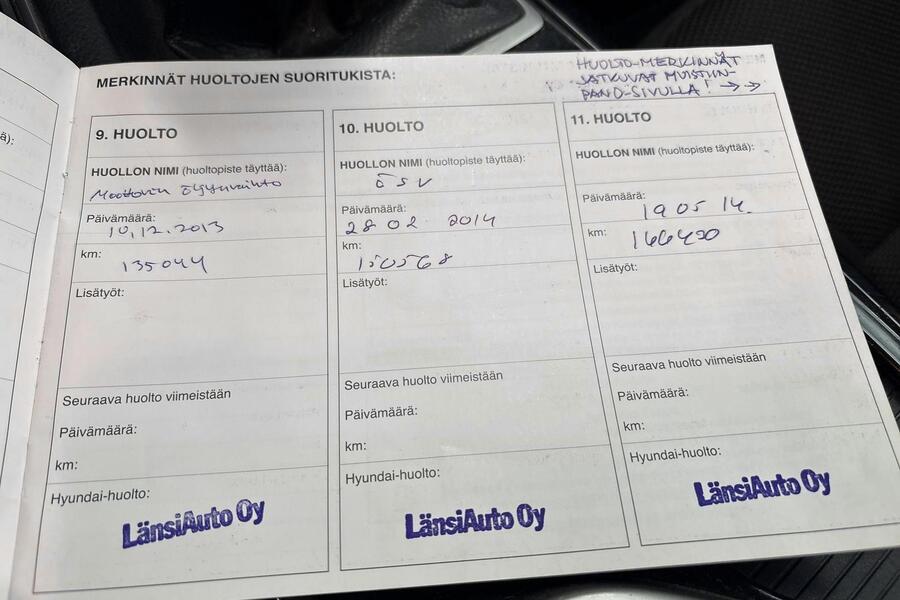 MERKINNÄT HUOLTOJEN SUORITUKISTA:
HUOLTO-MERKINNÄT
JATKUVAT MUISTIIN-
PANO-SIVULLA! →→
9. HUOLTO
HUOLLON NIMI (huoltopiste täyttää):
Moottorin öljynvaihto
Päivämäärä:
10.12.2013
km:
135044
Lisätyöt:
Seuraava huolto viimeistään
Päivämäärä:
km:
Hyundai-huolto:
LänsiAuto Oy
10. HUOLTO
HUOLLON NIMI (huoltopiste täyttää):
ÖSV
Päivämäärä:
28 02 2014
km:
150568
Lisätyöt:
Seuraava huolto viimeistään
Päivämäärä:
km:
Hyundai-huolto:
LänsiAuto Oy
11. HUOLTO
HUOLLON NIMI (huoltopiste täyttää):
Päivämäärä:
19 05 14.
km:
Lisätyöt:
Seuraava huolto viimeistään
Päivämäärä:
km:
Hyundai-huolto:
LänsiAuto Oy